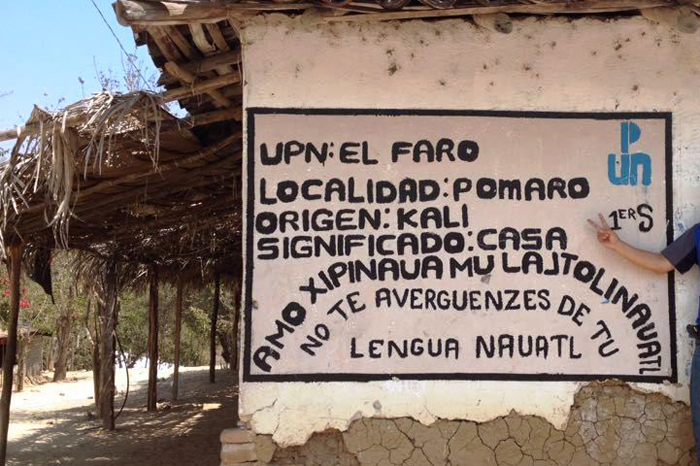 UPN: EL FARO
UPN
LOCALIDAD: POMARO
ORIGEN: KALI
1ERS
SIGNIFICADO: CASA
AMO XIPINAUA MU LAJTOLINAUATL
NO TE AVERGUENZES DE TU
LENGUA NAUATL